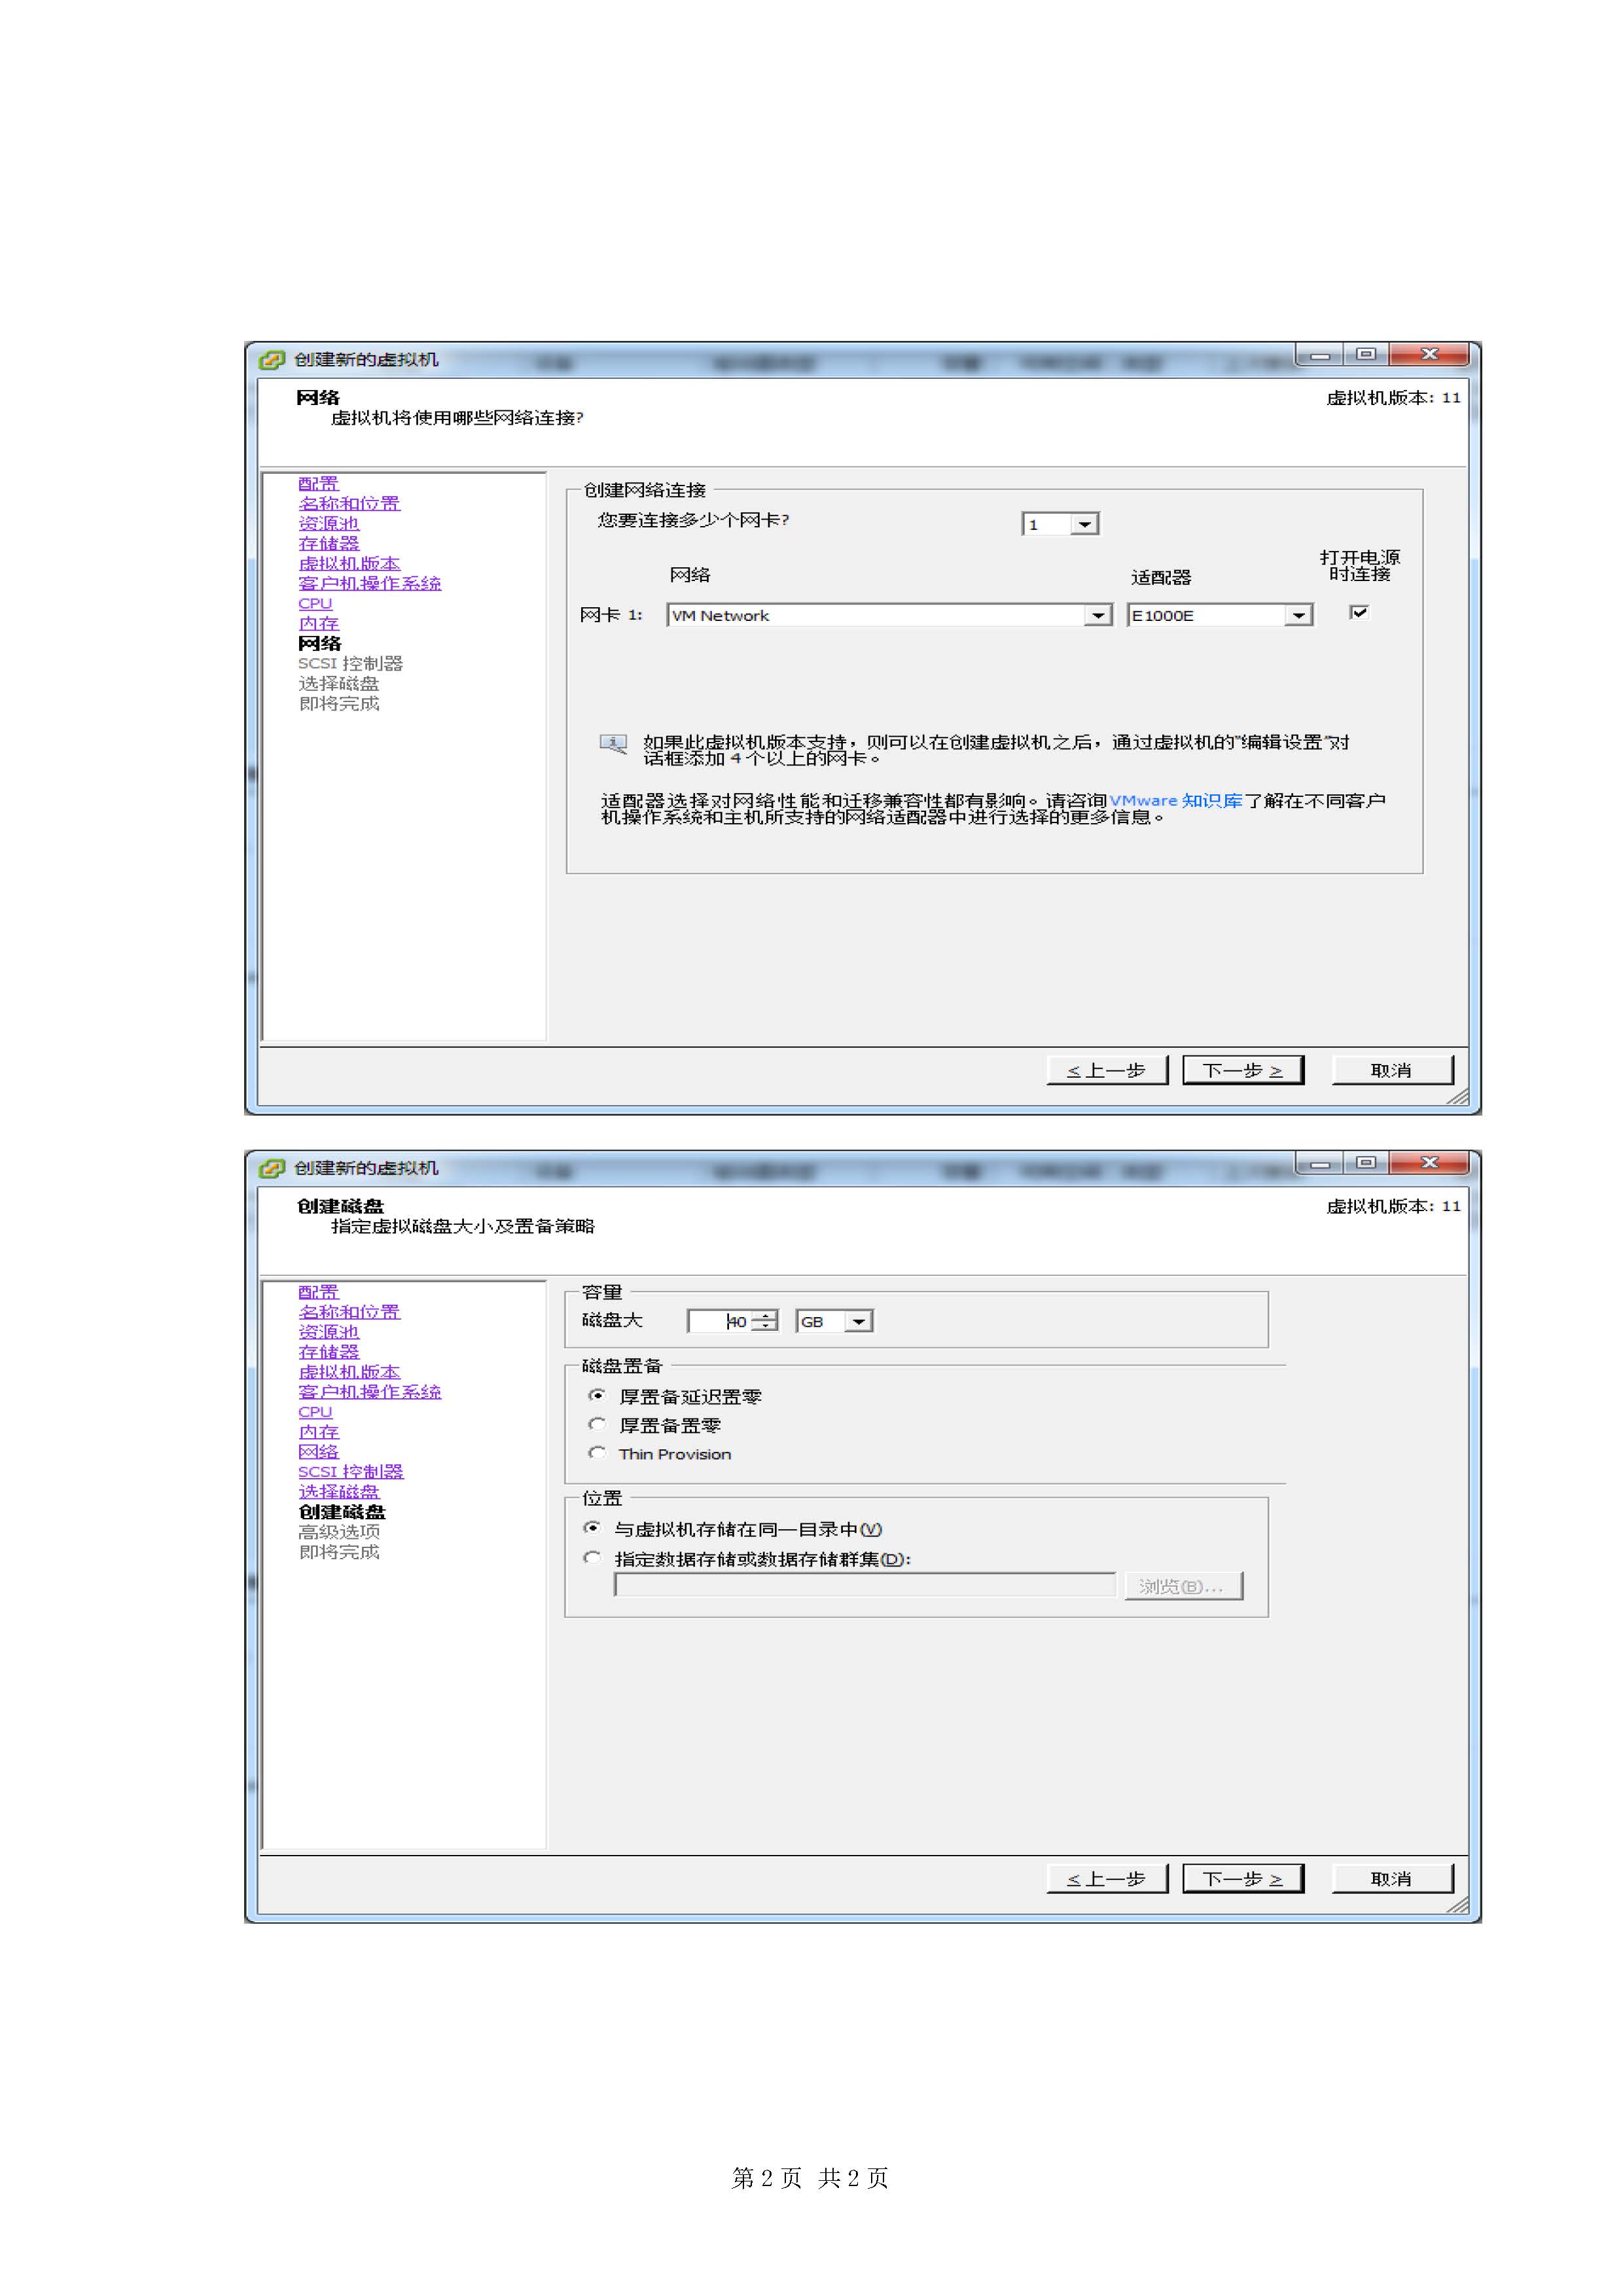 创建新的虚拟机
网络
虚拟机将使用哪些网络连接?
虚拟机版本: 11
配置
名称和位置
资源池
存储器
虚拟机版本
客户机操作系统
CPU
内存
网络
SCSI 控制器
选择磁盘
即将完成
创建网络连接
您要连接多少个网卡?
1
网络
适配器
打开电源
时连接
网卡 1:
VM Network
E1000E
如果此虚拟机版本支持，则可以在创建虚拟机之后，通过虚拟机的"编辑设置"对
话框添加 4 个以上的网卡。
适配器选择对网络性能和迁移兼容性都有影响。请咨询VMware 知识库了解在不同客户
机操作系统和主机所支持的网络适配器中进行选择的更多信息。
< 上一步
下一步 >
取消
创建新的虚拟机
创建磁盘
指定虚拟磁盘大小及置备策略
虚拟机版本: 11
配置
名称和位置
资源池
存储器
虚拟机版本
客户机操作系统
CPU
内存
网络
SCSI 控制器
选择磁盘
创建磁盘
高级选项
即将完成
容量
磁盘大
40
GB
磁盘置备
厚置备延迟置零
厚置备置零
Thin Provision
位置
与虚拟机存储在同一目录中(V)
指定数据存储或数据存储群集(D):
浏览(B)...
< 上一步
下一步 >
取消
第 2 页 共 2 页